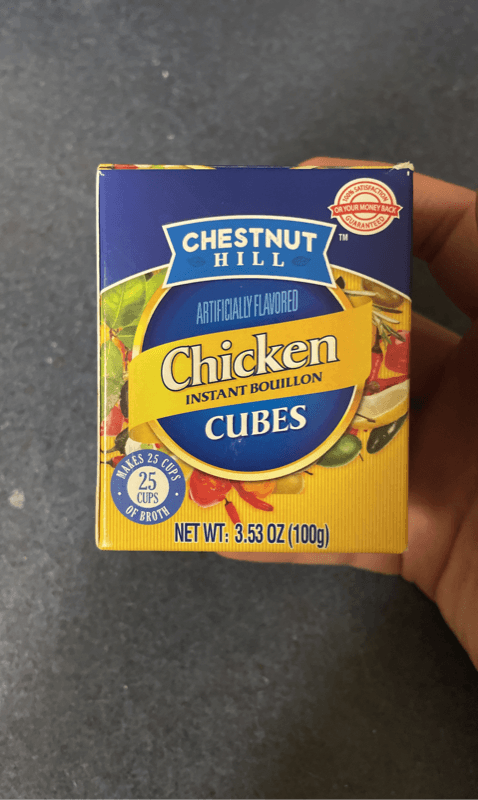 100% SATISFACTION
OR YOUR MONEY BACK
GUARANTEED
CHESTNUT
HILL
TM
ARTIFICIALLY FLAVORED
Chicken
INSTANT BOUILLON
CUBES
MAKES 25 CUPS
25
CUPS
OF BROTH
NET WT: 3.53 OZ (100g)